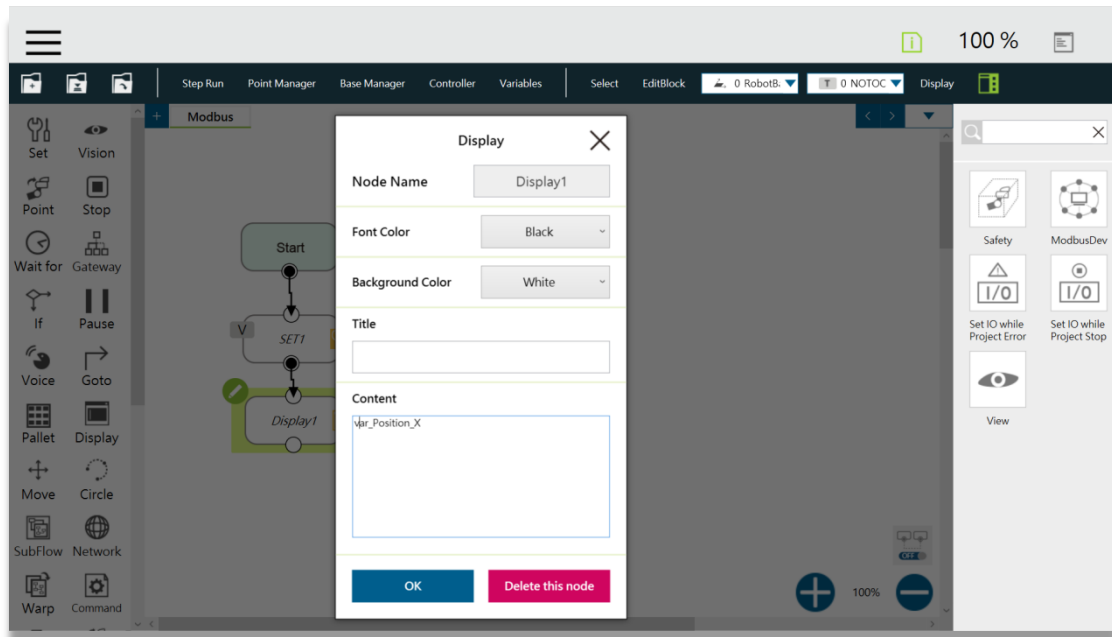 100 %
Step Run Point Manager Base Manager Controller Variables Select EditBlock 0 RobotB. T 0 NOTOC Display
+ Modbus
Set Vision
Point Stop
Wait for Gateway
If Pause
Voice Goto
Pallet Display
Move Circle
SubFlow Network
Warp Command
Start
V SET1
Display1
Display
Node Name Display1
Font Color Black
Background Color White
Title
Content
var_Position_X
OK Delete this node
OFF
100%
Safety ModbusDev
I/O I/O
Set IO while Set IO while
Project Error Project Stop
View